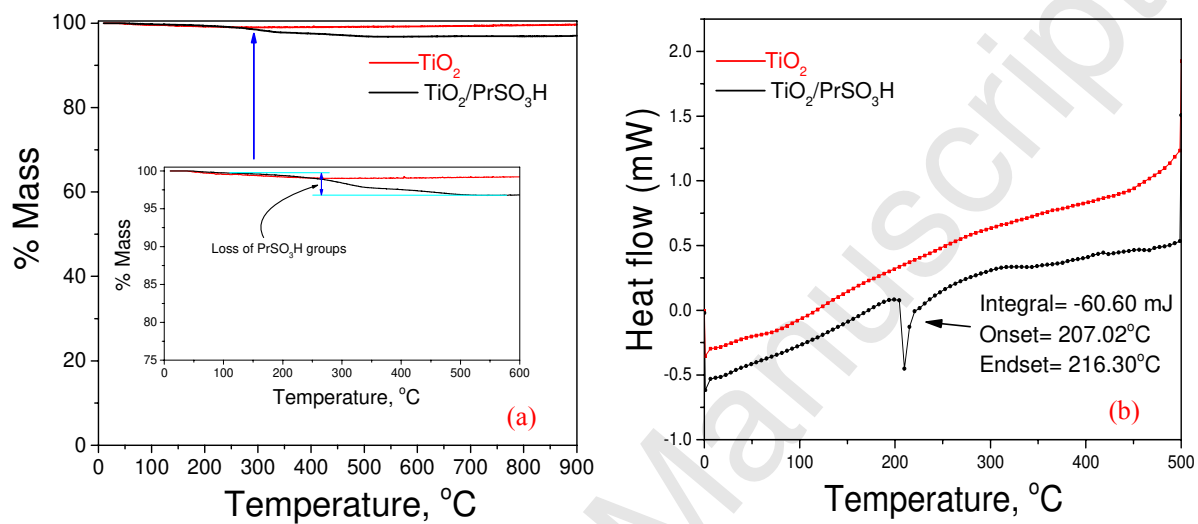 100
80
60
40
20
0
% Mass
TiO₂
TiO₂/PrSO₃H
100
95
90
85
80
75
% Mass
Loss of PrSO₃H groups
0 100 200 300 400 500 600
Temperature, °C
(a)
0 100 200 300 400 500 600 700 800 900
Temperature, °C
2.0
1.5
1.0
0.5
0.0
-0.5
-1.0
Heat flow (mW)
TiO₂
TiO₂/PrSO₃H
Integral= -60.60 mJ
Onset= 207.02°C
Endset= 216.30°C
(b)
0 100 200 300 400 500
Temperature, °C
Manuscript